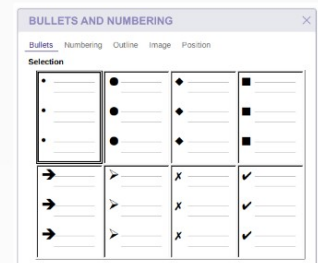 BULLETS AND NUMBERING
Bullets Numbering Outline Image Position
Selection